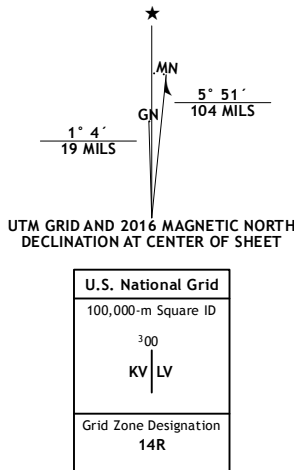 ★
MN
GN
5° 51´
104 MILS
1° 4´
19 MILS
UTM GRID AND 2016 MAGNETIC NORTH
DECLINATION AT CENTER OF SHEET
U.S. National Grid
100,000-m Square ID
³00
KV LV
Grid Zone Designation
14R